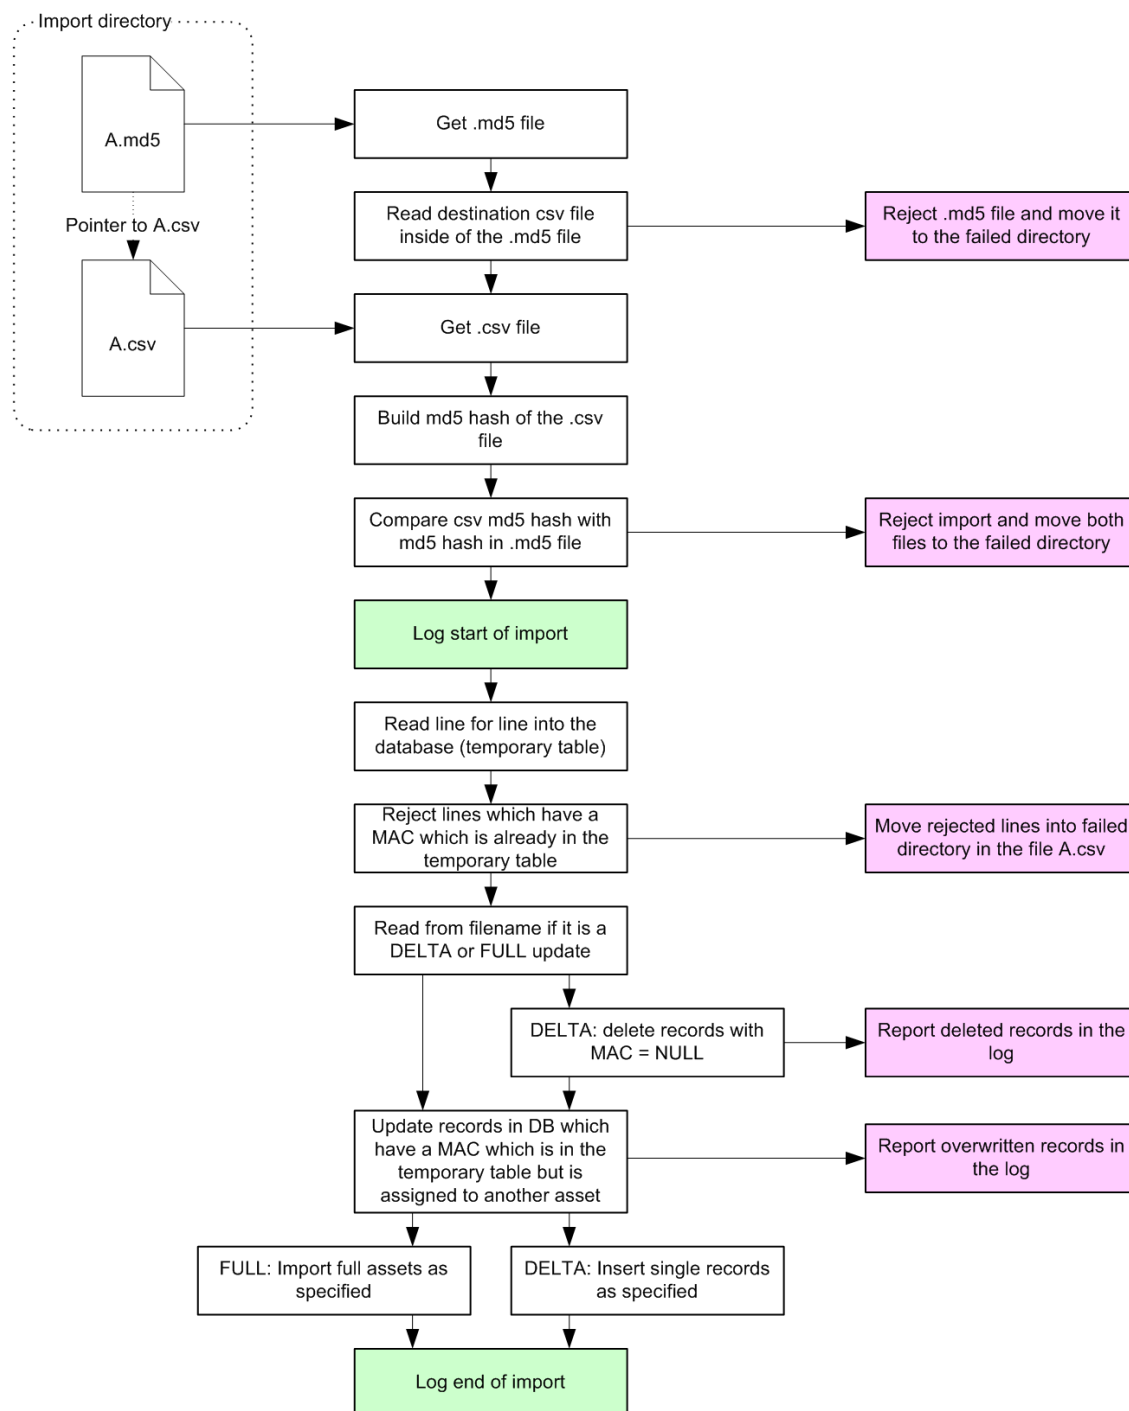 Import directory
A.md5
Get .md5 file
Read destination csv file
inside of the .md5 file
Reject .md5 file and move it
to the failed directory
Pointer to A.csv
A.csv
Get .csv file
Build md5 hash of the .csv
file
Compare csv md5 hash with
md5 hash in .md5 file
Reject import and move both
files to the failed directory
Log start of import
Read line for line into the
database (temporary table)
Reject lines which have a
MAC which is already in the
temporary table
Move rejected lines into failed
directory in the file A.csv
Read from filename if it is a
DELTA or FULL update
DELTA: delete records with
MAC = NULL
Report deleted records in the
log
Update records in DB which
have a MAC which is in the
temporary table but is
assigned to another asset
Report overwritten records in
the log
FULL: Import full assets as
specified
DELTA: Insert single records
as specified
Log end of import